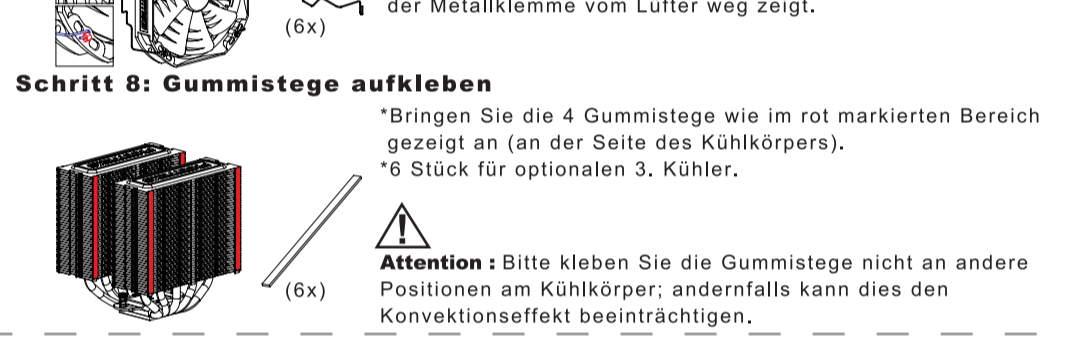 der Metallklemme vom Lüfter weg zeigt.
(6x)
Schritt 8: Gummistege aufkleben
*Bringen Sie die 4 Gummistege wie im rot markierten Bereich
gezeigt an (an der Seite des Kühlkörpers).
*6 Stück für optionalen 3. Kühler.
Attention : Bitte kleben Sie die Gummistege nicht an andere
(6x)
Positionen am Kühlkörper; andernfalls kann dies den
Konvektionseffekt beeinträchtigen.